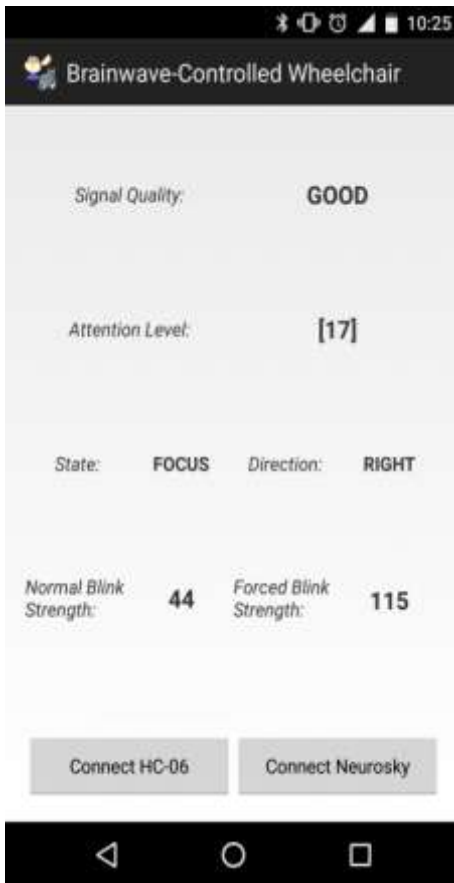 10:25
Brainwave-Controlled Wheelchair
Signal Quality: GOOD
Attention Level: [17]
State: FOCUS Direction: RIGHT
Normal Blink Strength: 44 Forced Blink Strength: 115
Connect HC-06 Connect Neurosky